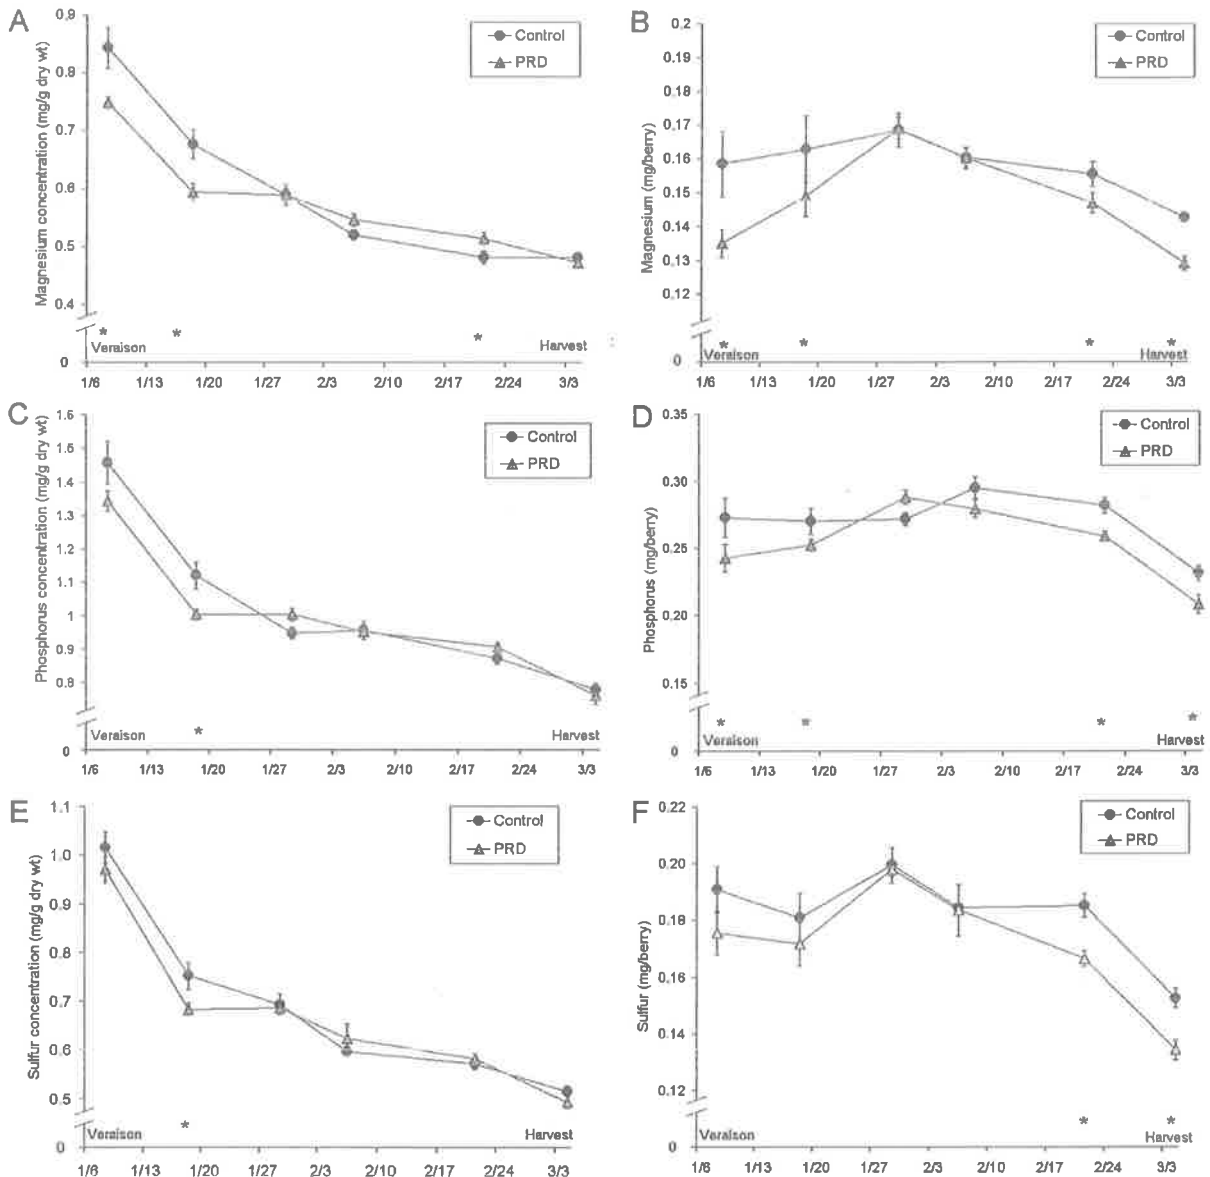 A
Magnesium concentration (mg/g dry wt)
0.9
0.8
0.7
0.6
0.5
0.4
0
Control
PRD
* * *
Veraison Harvest
1/6 1/13 1/20 1/27 2/3 2/10 2/17 2/24 3/3
B
Magnesium (mg/berry)
0.2
0.19
0.18
0.17
0.16
0.15
0.14
0.13
0.12
0
Control
PRD
* * * *
Veraison Harvest
1/6 1/13 1/20 1/27 2/3 2/10 2/17 2/24 3/3
C
Phosphorus concentration (mg/g dry wt)
1.6
1.5
1.4
1.3
1.2
1.1
1
0.9
0.8
0
Control
PRD
*
Veraison Harvest
1/6 1/13 1/20 1/27 2/3 2/10 2/17 2/24 3/3
D
Phosphorus (mg/berry)
0.35
0.30
0.25
0.20
0.15
0
Control
PRD
* * * *
Veraison Harvest
1/6 1/13 1/20 1/27 2/3 2/10 2/17 2/24 3/3
E
Sulfur concentration (mg/g dry wt)
1.1
1.0
0.9
0.8
0.7
0.6
0.5
0
Control
PRD
*
Veraison Harvest
1/6 1/13 1/20 1/27 2/3 2/10 2/17 2/24 3/3
F
Sulfur (mg/berry)
0.22
0.20
0.18
0.16
0.14
0.12
0
Control
PRD
* *
Veraison Harvest
1/6 1/13 1/20 1/27 2/3 2/10 2/17 2/24 3/3